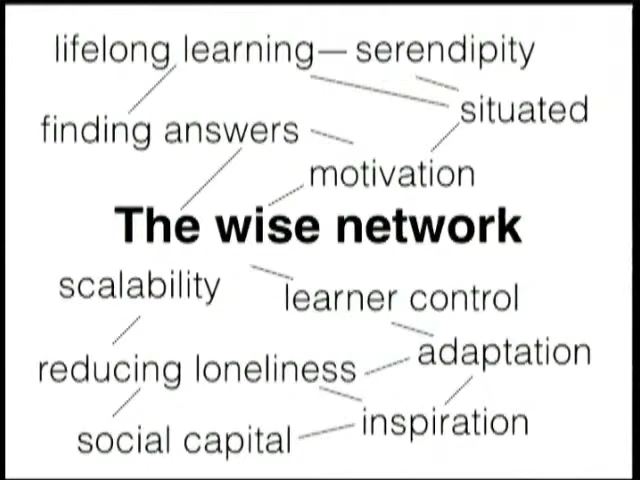 lifelong learning
serendipity
situated
finding answers
motivation
The wise network
scalability
learner control
adaptation
reducing loneliness
inspiration
social capital